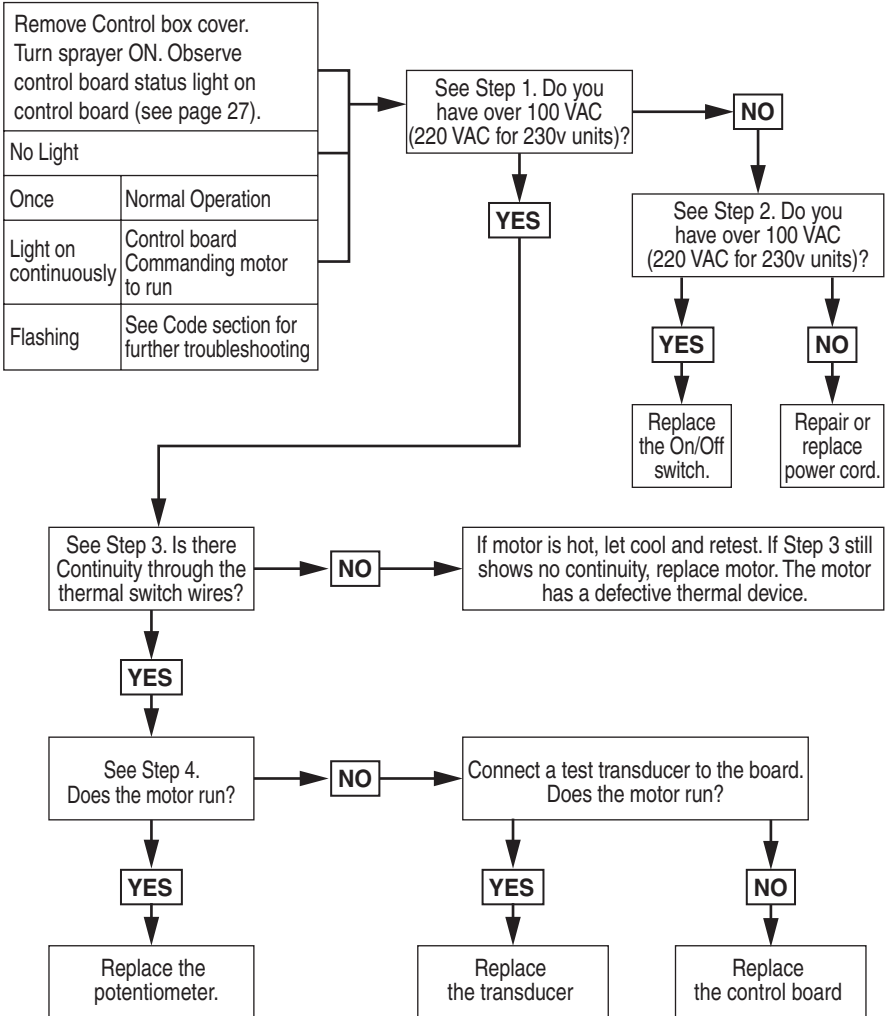 Remove Control box cover.
Turn sprayer ON. Observe
control board status light on
control board (see page 27).
No Light
Once
Normal Operation
Light on
continuously
Control board
Commanding motor
to run
Flashing
See Code section for
further troubleshooting
See Step 1. Do you
have over 100 VAC
(220 VAC for 230v units)?
NO
YES
See Step 2. Do you
have over 100 VAC
(220 VAC for 230v units)?
YES
NO
Replace
the On/Off
switch.
Repair or
replace
power cord.
See Step 3. Is there
Continuity through the
thermal switch wires?
NO
If motor is hot, let cool and retest. If Step 3 still
shows no continuity, replace motor. The motor
has a defective thermal device.
YES
See Step 4.
Does the motor run?
NO
Connect a test transducer to the board.
Does the motor run?
YES
YES
NO
Replace the
potentiometer.
Replace
the transducer
Replace
the control board